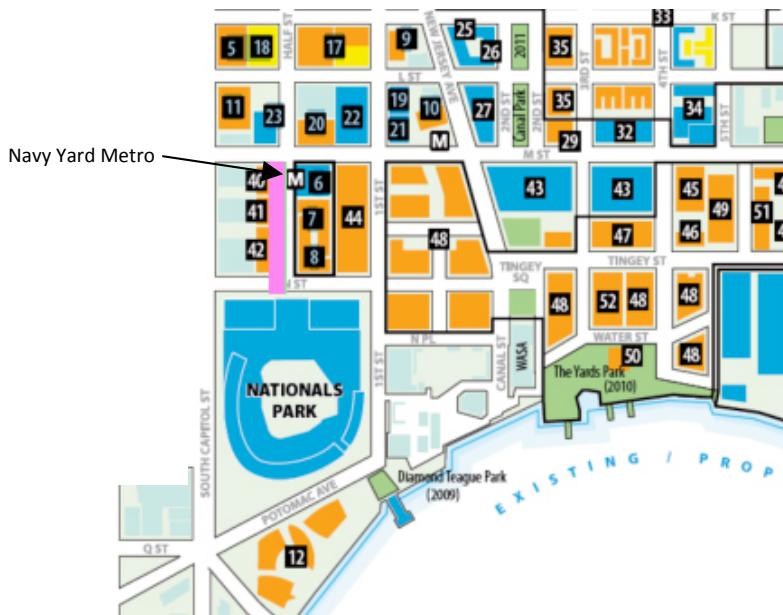 K ST
33
5
18
HALF ST
17
9
NEW JERSEY AVE
25
26
2011
35
3RD ST
4TH ST
L ST
11
23
20
22
19
21
10
M
27
2ND ST
Canal Park
2ND ST
35
29
32
34
5TH ST
M ST
Navy Yard Metro
40
41
42
M
6
7
8
44
1ST ST
48
43
43
45
46
49
51
47
TINGEY ST
TINGEY
SQ
N ST
48
52
48
48
48
WATER ST
N PL
1ST ST
CANAL ST
WASA
50
The Yards Park
(2010)
NATIONALS
PARK
SOUTH CAPITOL ST
POTOMAC AVE
Diamond Teague Park
(2009)
EXISTING / PROP
Q ST
12